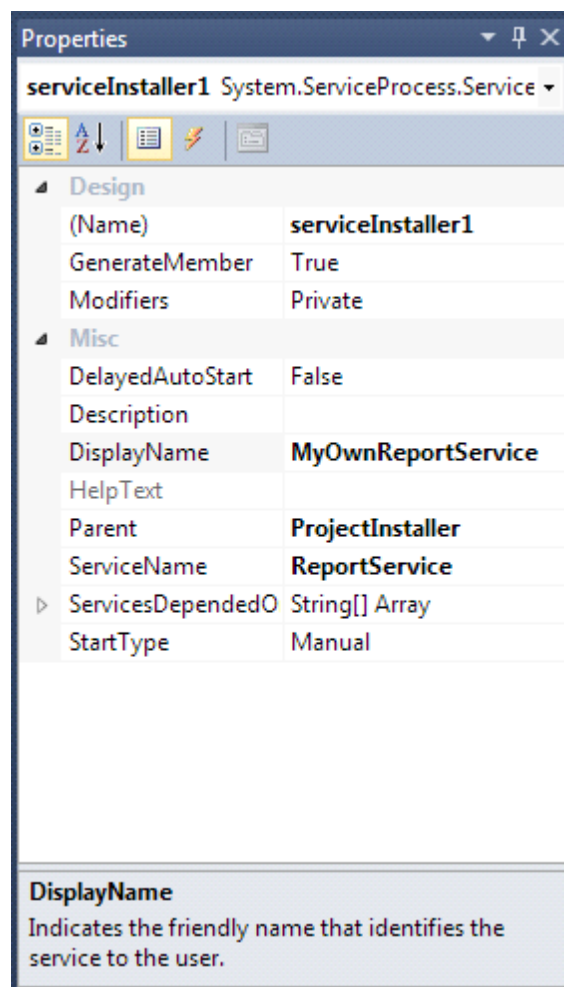 Properties
serviceInstaller1 System.ServiceProcess.Service
Design
(Name) serviceInstaller1
GenerateMember True
Modifiers Private
Misc
DelayedAutoStart False
Description
DisplayName MyOwnReportService
HelpText
Parent ProjectInstaller
ServiceName ReportService
ServicesDependedO String[] Array
StartType Manual
DisplayName
Indicates the friendly name that identifies the
service to the user.